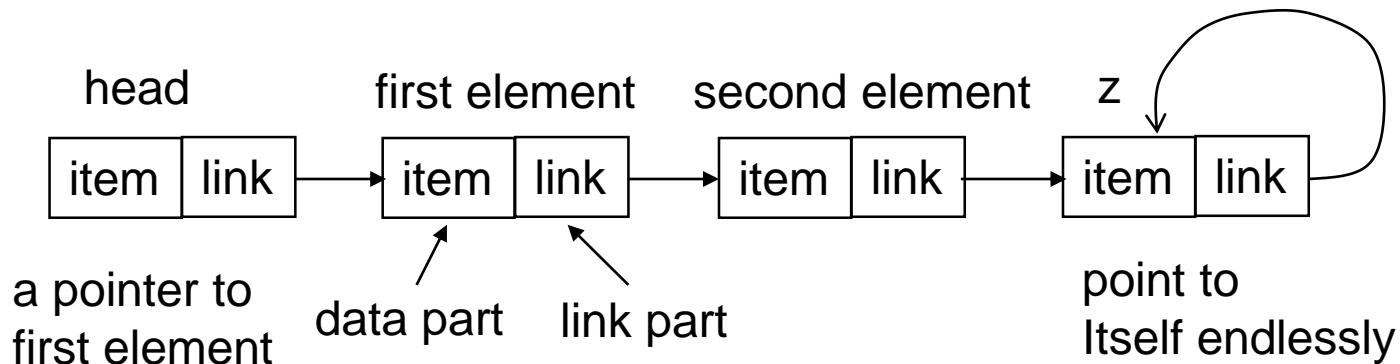 head
first element
second element
z
item link
item link
item link
item link
a pointer to
first element
data part
link part
point to
Itself endlessly